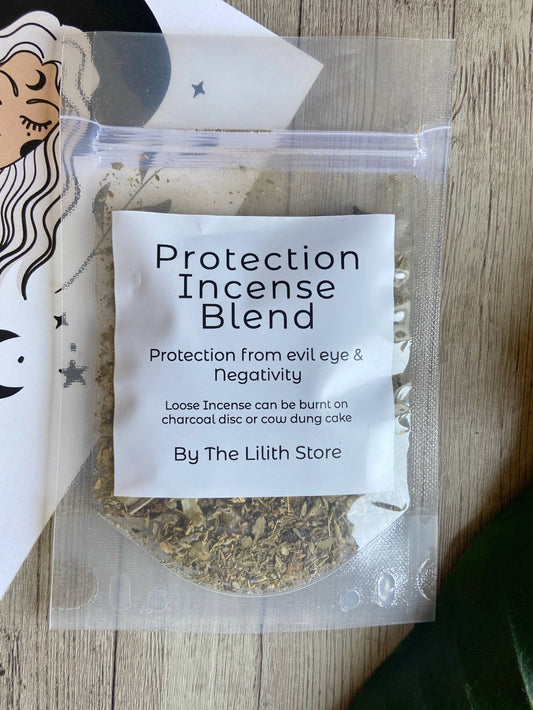 Protection
Incense
Blend
Protection from evil eye &
Negativity
Loose Incense can be burnt on
charcoal disc or cow dung cake
By The Lilith Store